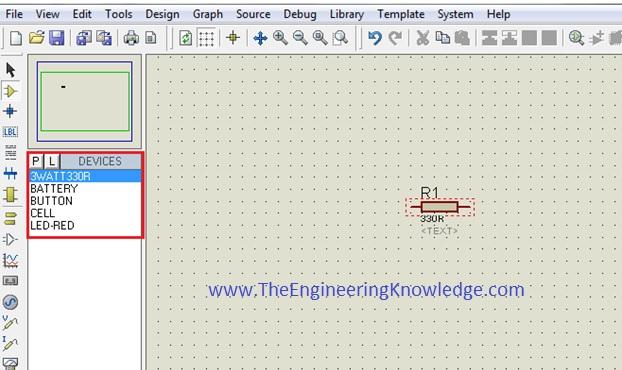 File View Edit Tools Design Graph Source Debug Library Template System Help
LBL
P L DEVICES
3WATT330R
BATTERY
BUTTON
CELL
LED-RED
R1
330R
<TEXT>
www.TheEngineeringKnowledge.com
V
I